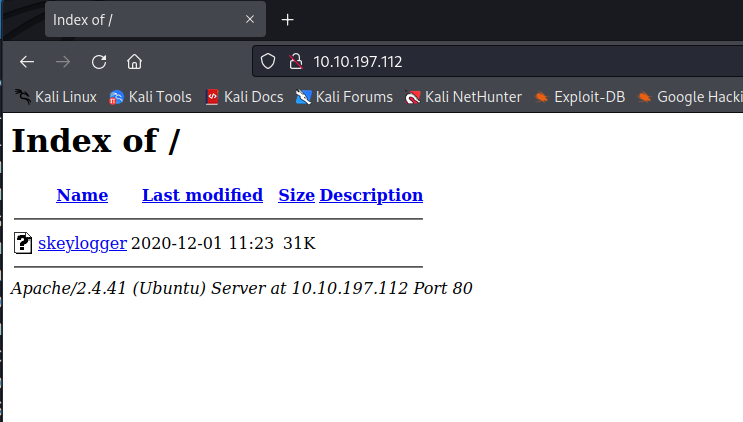 Index of /
10.10.197.112
Kali Linux Kali Tools Kali Docs Kali Forums Kali NetHunter Exploit-DB Google Hacki
Index of /
Name Last modified Size Description
skeylogger 2020-12-01 11:23 31K
Apache/2.4.41 (Ubuntu) Server at 10.10.197.112 Port 80